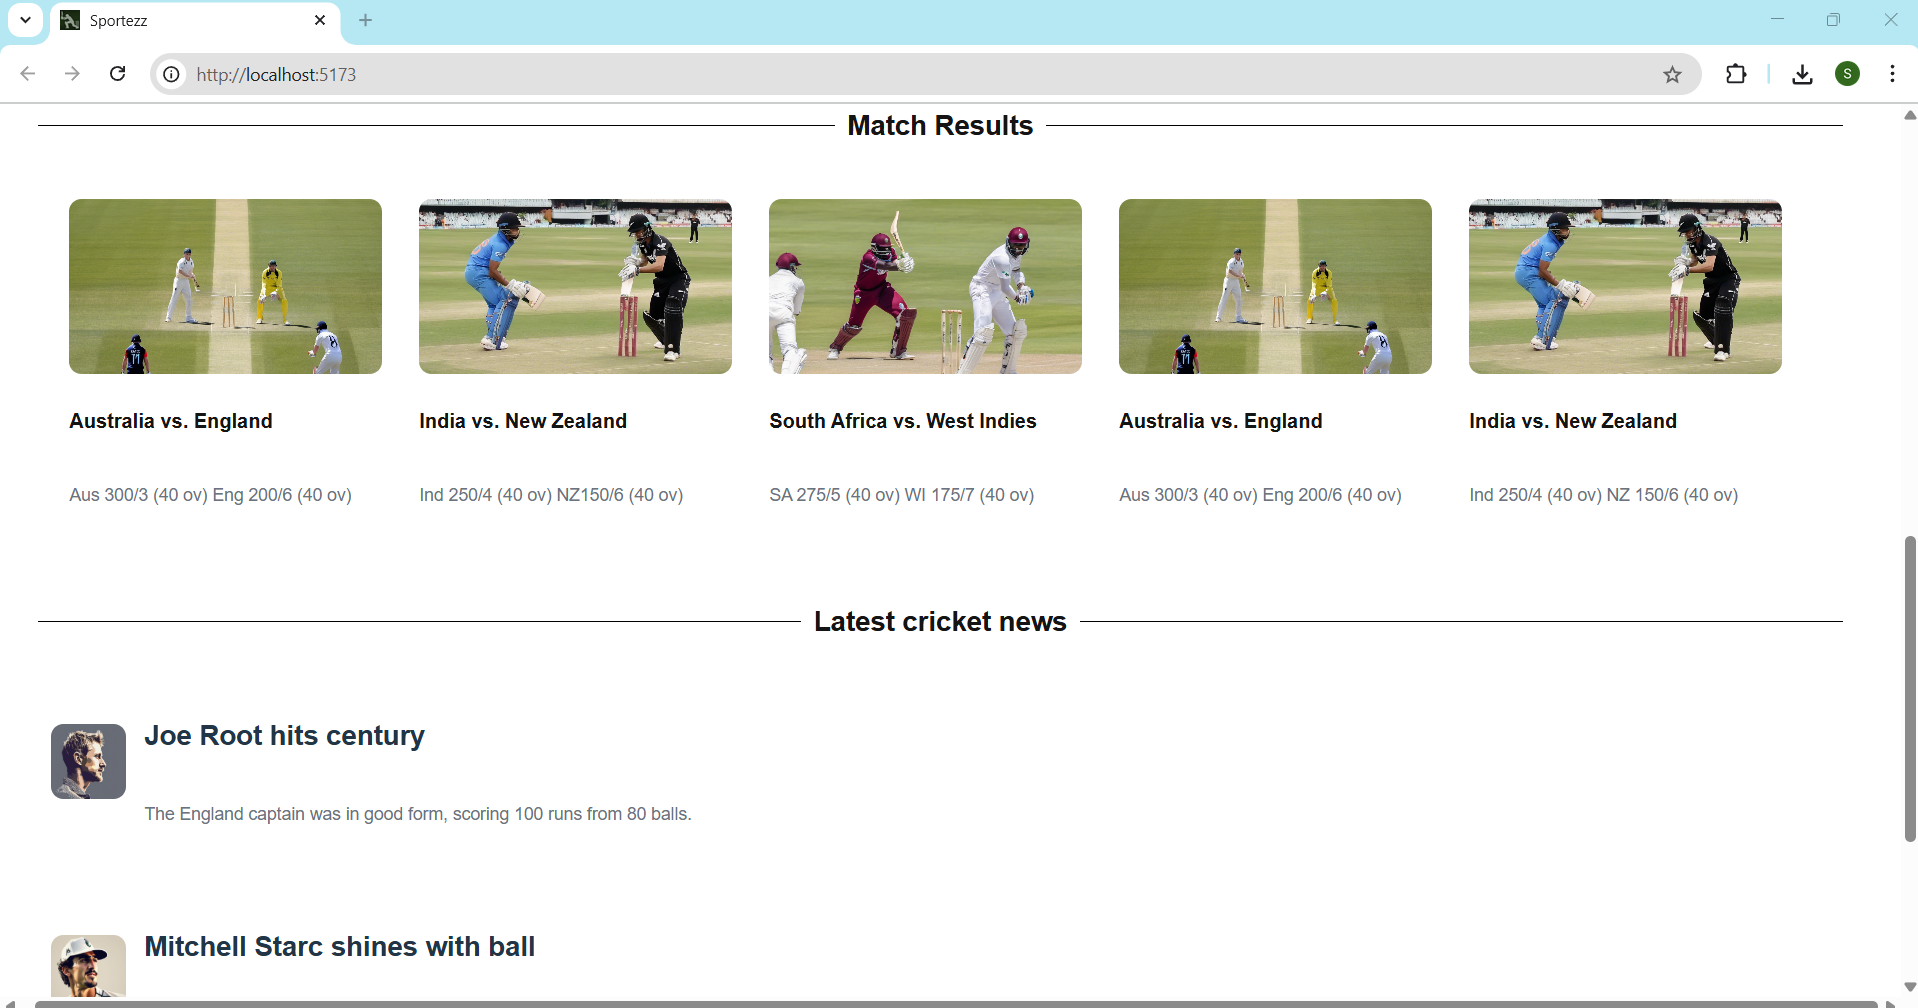 Sportezz
http://localhost:5173
S
Match Results
Australia vs. England
India vs. New Zealand
South Africa vs. West Indies
Australia vs. England
India vs. New Zealand
Aus 300/3 (40 ov) Eng 200/6 (40 ov)
Ind 250/4 (40 ov) NZ150/6 (40 ov)
SA 275/5 (40 ov) WI 175/7 (40 ov)
Aus 300/3 (40 ov) Eng 200/6 (40 ov)
Ind 250/4 (40 ov) NZ 150/6 (40 ov)
Latest cricket news
Joe Root hits century
The England captain was in good form, scoring 100 runs from 80 balls.
Mitchell Starc shines with ball